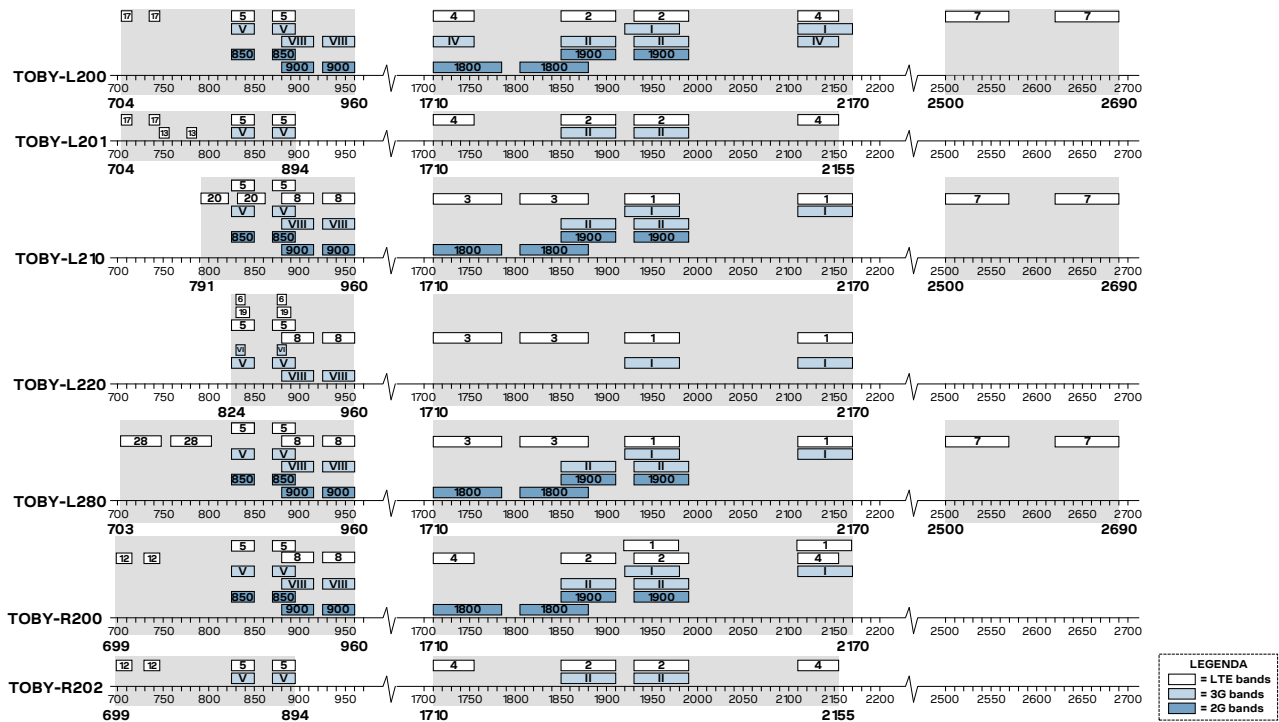 17 17 5 5 4 2 2 4 7 7
V V I I
VIII VIII IV II II IV
850 850 1900 1900
900 900 1800 1800
TOBY-L200
700 750 800 850 900 950 1700 1750 1800 1850 1900 1950 2000 2050 2100 2150 2200 2500 2550 2600 2650 2700
704 960 1710 2170 2500 2690
17 17 5 5 4 2 2 4
13 13 V V II II
TOBY-L201
700 750 800 850 900 950 1700 1750 1800 1850 1900 1950 2000 2050 2100 2150 2200 2500 2550 2600 2650 2700
704 894 1710 2155
5 5
20 20 8 8 3 3 1 1 7 7
V V I I
VIII VIII II II
850 850 1900 1900
900 900 1800 1800
TOBY-L210
700 750 800 850 900 950 1700 1750 1800 1850 1900 1950 2000 2050 2100 2150 2200 2500 2550 2600 2650 2700
791 960 1710 2170 2500 2690
6 6
19 19
5 5
8 8 3 3 1 1
VI VI
V V I I
VIII VIII
TOBY-L220
700 750 800 850 900 950 1700 1750 1800 1850 1900 1950 2000 2050 2100 2150 2200 2500 2550 2600 2650 2700
824 960 1710 2170
5 5
28 28 8 8 3 3 1 1 7 7
V V I I
VIII VIII II II
850 850 1900 1900
900 900 1800 1800
TOBY-L280
700 750 800 850 900 950 1700 1750 1800 1850 1900 1950 2000 2050 2100 2150 2200 2500 2550 2600 2650 2700
703 960 1710 2170 2500 2690
5 5 1 1
12 12 8 8 4 2 2 4
V V I I
VIII VIII II II
850 850 1900 1900
900 900 1800 1800
TOBY-R200
700 750 800 850 900 950 1700 1750 1800 1850 1900 1950 2000 2050 2100 2150 2200 2500 2550 2600 2650 2700
699 960 1710 2170
12 12 5 5 4 2 2 4
V V II II
TOBY-R202
700 750 800 850 900 950 1700 1750 1800 1850 1900 1950 2000 2050 2100 2150 2200 2500 2550 2600 2650 2700
699 894 1710 2155
LEGENDA
= LTE bands
= 3G bands
= 2G bands